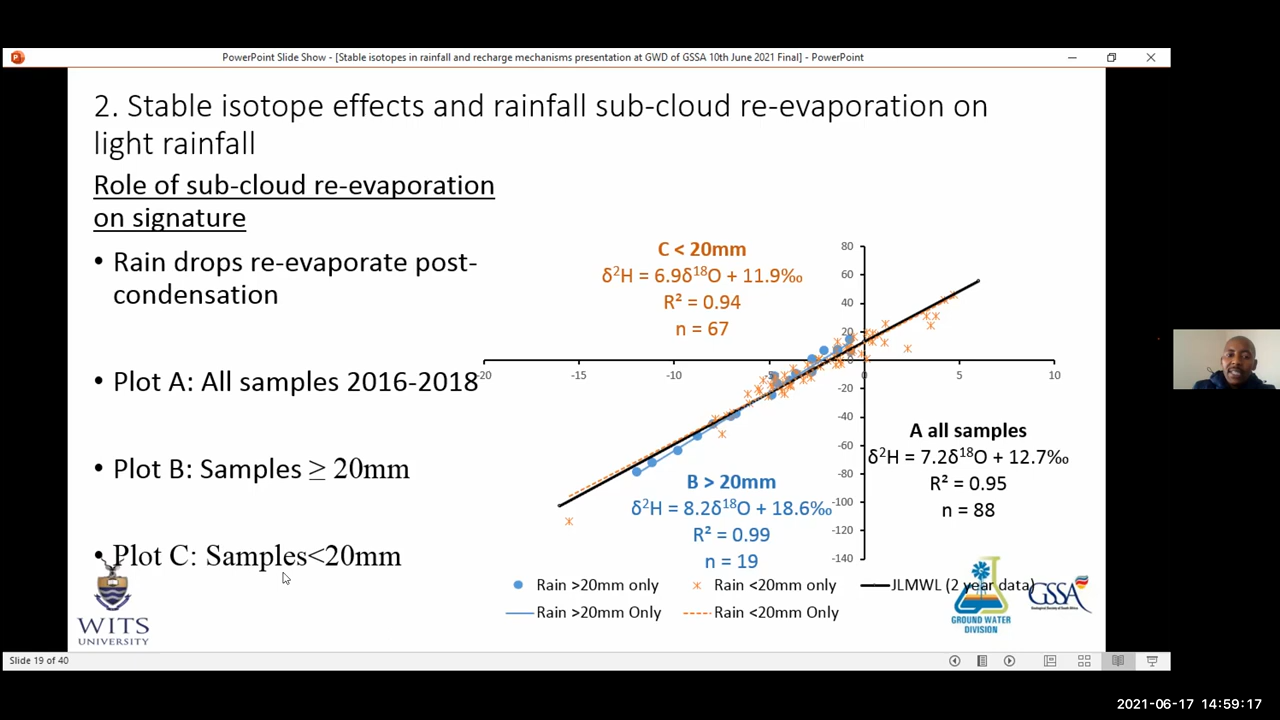 PowerPoint Slide Show - [Stable isotopes in rainfall and recharge mechanisms presentation at GWD of GSSA 10th June 2021 Final] - PowerPoint
2. Stable isotope effects and rainfall sub-cloud re-evaporation on
light rainfall
Role of sub-cloud re-evaporation
on signature
• Rain drops re-evaporate post-
condensation
• Plot A: All samples 2016-2018
• Plot B: Samples ≥ 20mm
• Plot C: Samples<20mm
C < 20mm
δ²H = 6.9δ¹⁸O + 11.9‰
R² = 0.94
n = 67
80
60
40
20
0
-20
-40
-60
-80
-100
-120
-140
-20 -15 -10 -5 0 5 10
A all samples
δ²H = 7.2δ¹⁸O + 12.7‰
R² = 0.95
n = 88
B > 20mm
δ²H = 8.2δ¹⁸O + 18.6‰
R² = 0.99
n = 19
Rain >20mm only Rain <20mm only JLMWL (2 year data)
Rain >20mm Only Rain <20mm Only
WITS
UNIVERSITY
GROUND WATER
DIVISION
GSSA
Slide 19 of 40
2021-06-17 14:59:17